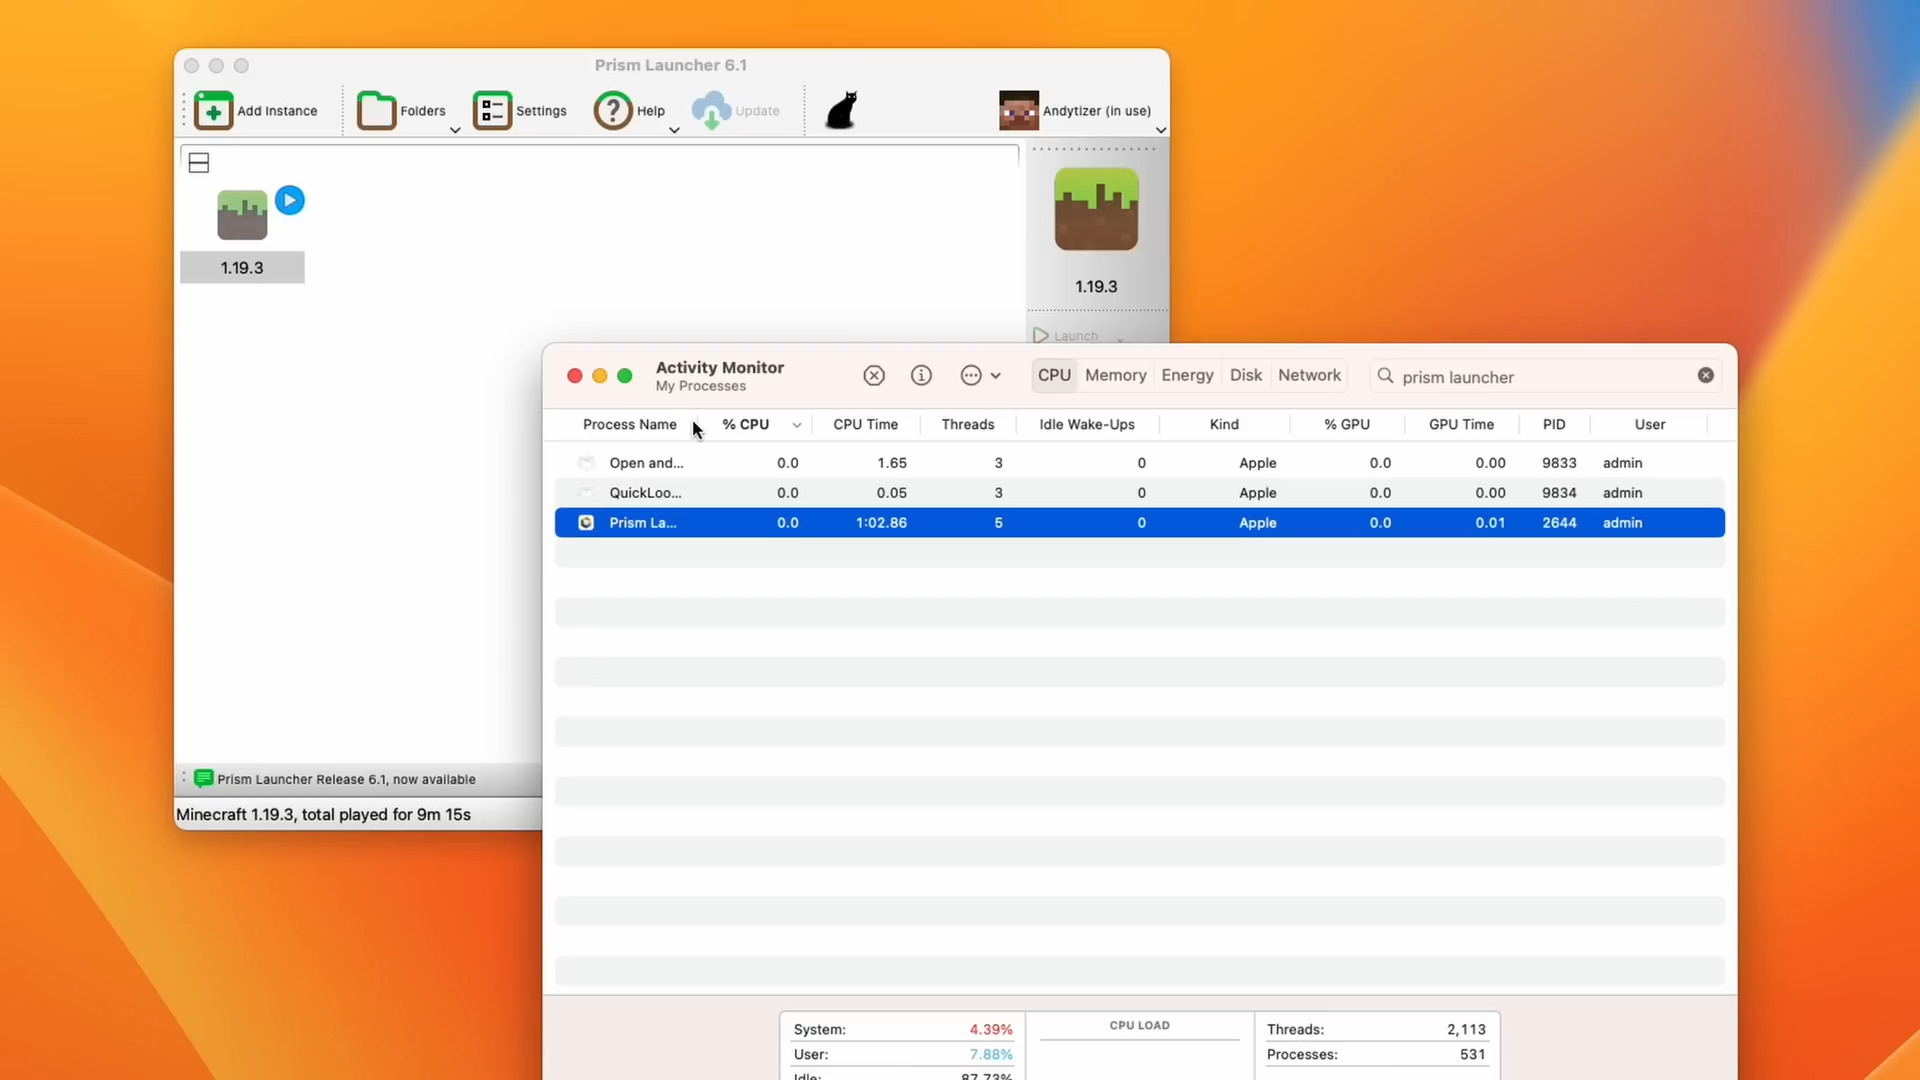 Prism Launcher 6.1
Add Instance
Folders
Settings
Help
Update
Andytizer (in use)
1.19.3
1.19.3
Launch
Prism Launcher Release 6.1, now available
Minecraft 1.19.3, total played for 9m 15s
Activity Monitor
My Processes
CPU Memory Energy Disk Network
prism launcher
Process Name % CPU CPU Time Threads Idle Wake-Ups Kind % GPU GPU Time PID User
Open and... 0.0 1.65 3 0 Apple 0.0 0.00 9833 admin
QuickLoo... 0.0 0.05 3 0 Apple 0.0 0.00 9834 admin
Prism La... 0.0 1:02.86 5 0 Apple 0.0 0.01 2644 admin
System: 4.39%
User: 7.88%
Idle: 87.73%
CPU LOAD
Threads: 2,113
Processes: 531